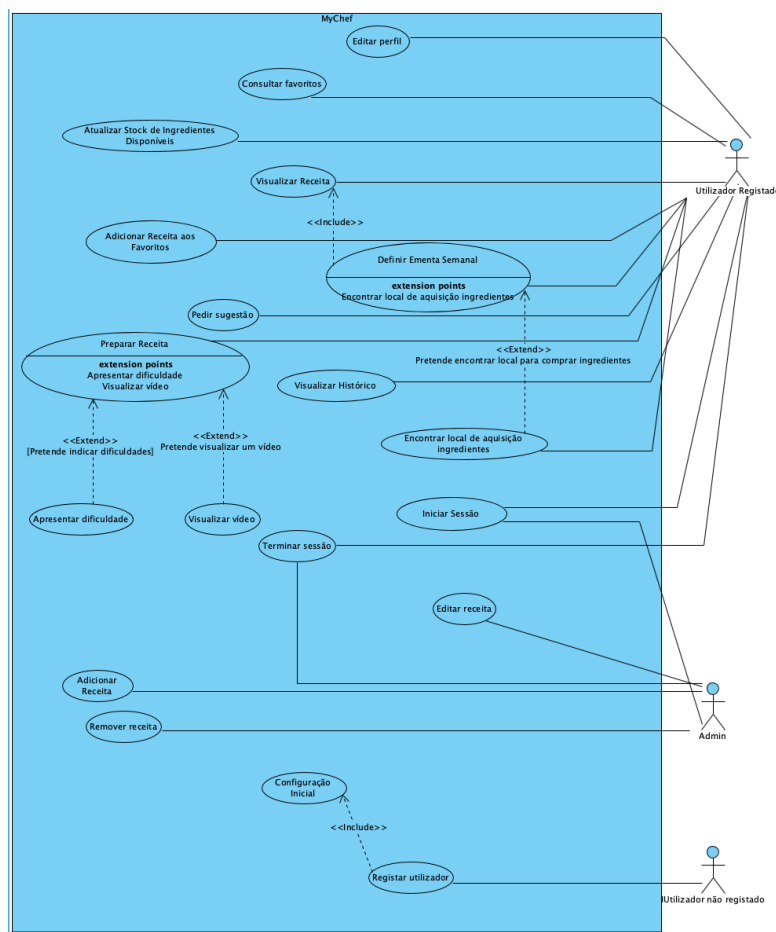 MyChef
Editar perfil
Consultar favoritos
Atualizar Stock de Ingredientes
Disponíveis
Utilizador Registado
Visualizar Receita
<<Include>>
Adicionar Receita aos
Favoritos
Definir Ementa Semanal
extension points
Encontrar local de aquisição ingredientes
Pedir sugestão
Preparar Receita
extension points
Apresentar dificuldade
Visualizar vídeo
<<Extend>>
Pretende encontrar local para comprar ingredientes
Visualizar Histórico
<<Extend>>
[Pretende indicar dificuldades]
<<Extend>>
Pretende visualizar um vídeo
Encontrar local de aquisição
ingredientes
Apresentar dificuldade
Visualizar vídeo
Iniciar Sessão
Terminar sessão
Editar receita
Adicionar
Receita
Remover receita
Admin
Configuração
Inicial
<<Include>>
Registar utilizador
Utilizador não registado